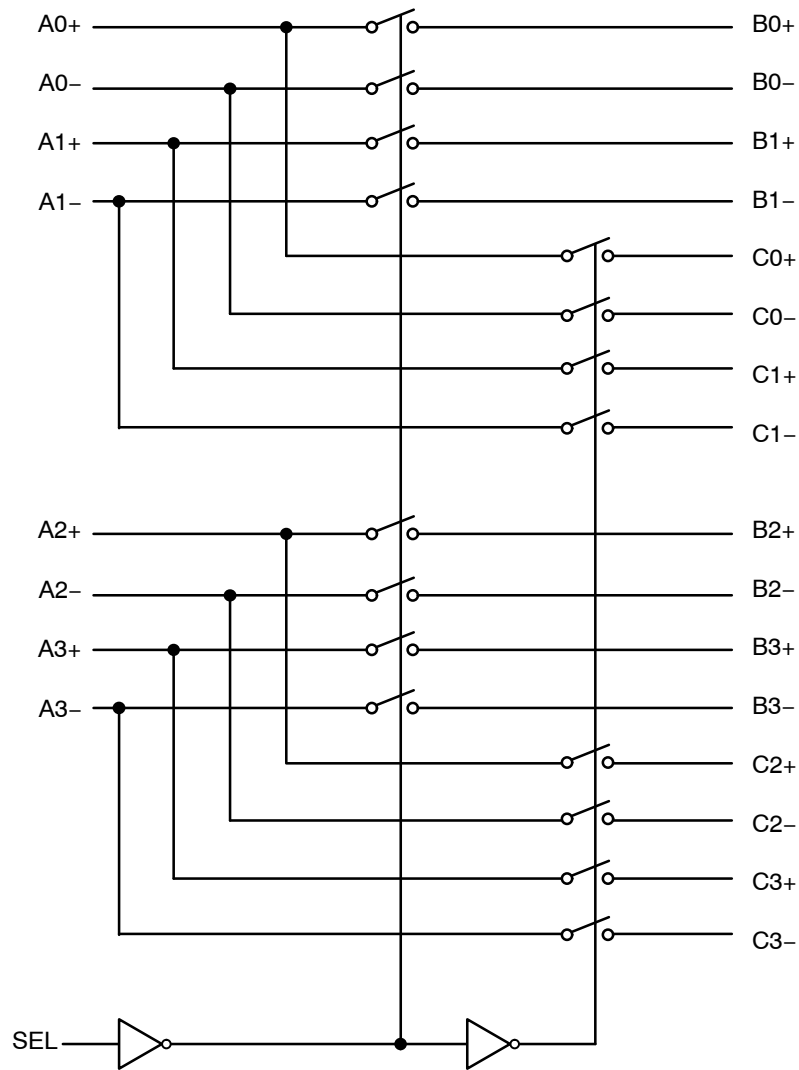 A0+ B0+
A0− B0−
A1+ B1+
A1− B1−
C0+
C0−
C1+
C1−
A2+ B2+
A2− B2−
A3+ B3+
A3− B3−
C2+
C2−
C3+
C3−
SEL